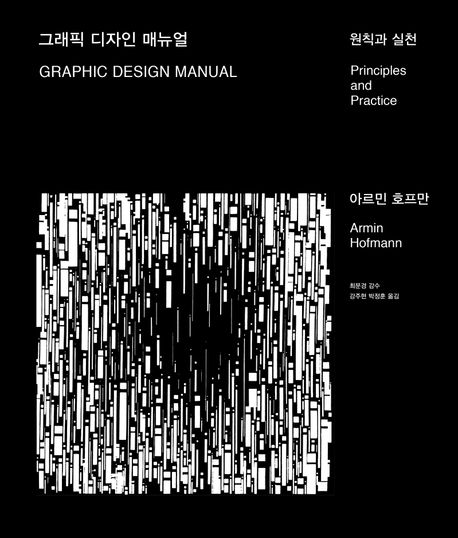 그래픽 디자인 매뉴얼
GRAPHIC DESIGN MANUAL
원칙과 실천
Principles
and
Practice
아르민 호프만
Armin
Hofmann
최문경 감수
강주현 박정훈 옮김